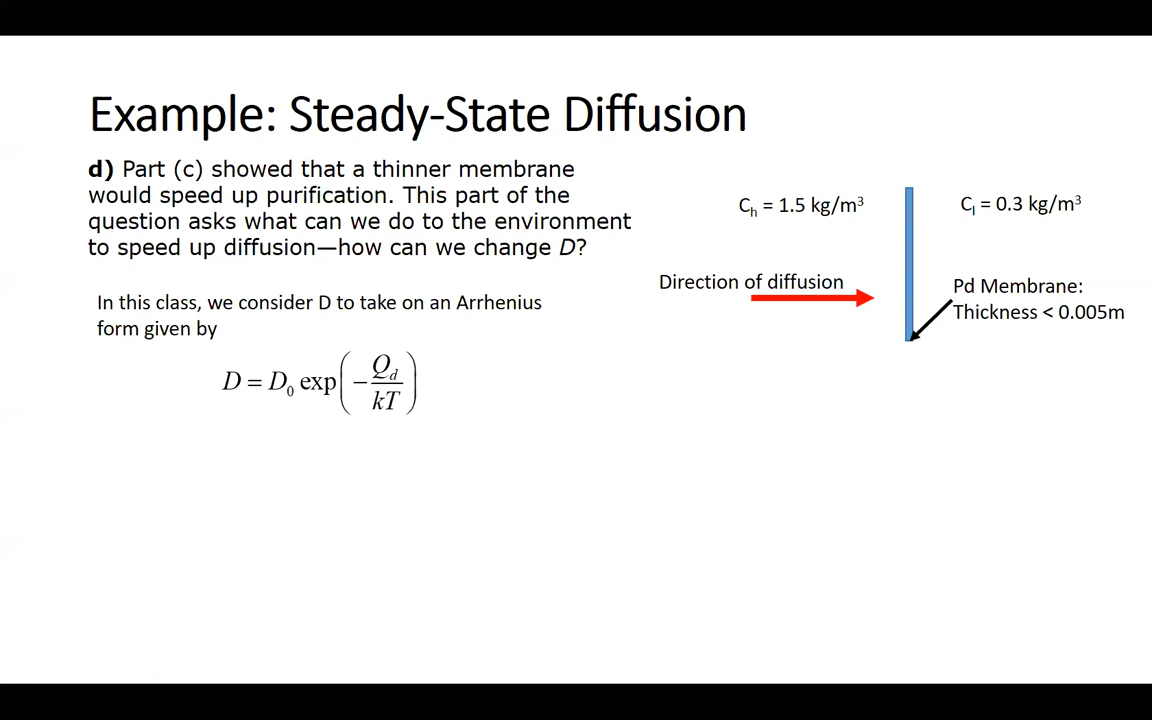 Example: Steady-State Diffusion
d) Part (c) showed that a thinner membrane
would speed up purification. This part of the
question asks what can we do to the environment
to speed up diffusion—how can we change D?
In this class, we consider D to take on an Arrhenius
form given by
D = D₀ exp(−Q_d/kT)
Cₕ = 1.5 kg/m³
Cₗ = 0.3 kg/m³
Direction of diffusion
Pd Membrane:
Thickness < 0.005m